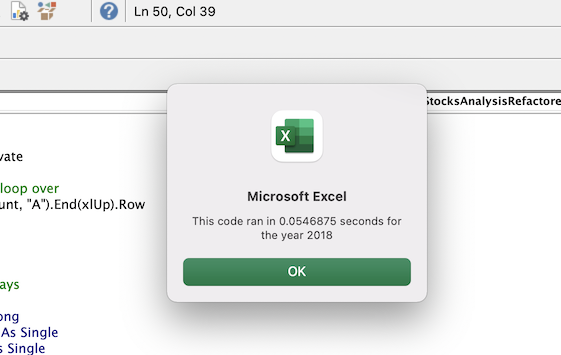 Ln 50, Col 39
StocksAnalysisRefactore
vate
loop over
unt, "A").End(xlUp).Row
Microsoft Excel
This code ran in 0.0546875 seconds for
the year 2018
OK
ays
ong
As Single
s Single